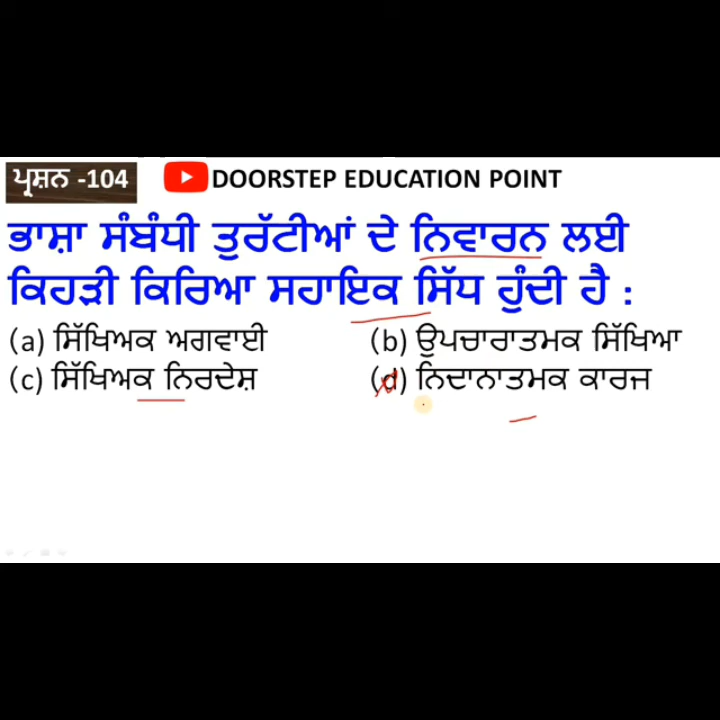 ਪ੍ਰਸ਼ਨ -104 DOORSTEP EDUCATION POINT
ਭਾਸ਼ਾ ਸੰਬੰਧੀ ਤੁਰੱਟੀਆਂ ਦੇ ਨਿਵਾਰਨ ਲਈ
ਕਿਹੜੀ ਕਿਰਿਆ ਸਹਾਇਕ ਸਿੱਧ ਹੁੰਦੀ ਹੈ :
(a) ਸਿੱਖਿਅਕ ਅਗਵਾਈ (b) ਉਪਚਾਰਾਤਮਕ ਸਿੱਖਿਆ
(c) ਸਿੱਖਿਅਕ ਨਿਰਦੇਸ਼ (d) ਨਿਦਾਨਾਤਮਕ ਕਾਰਜ